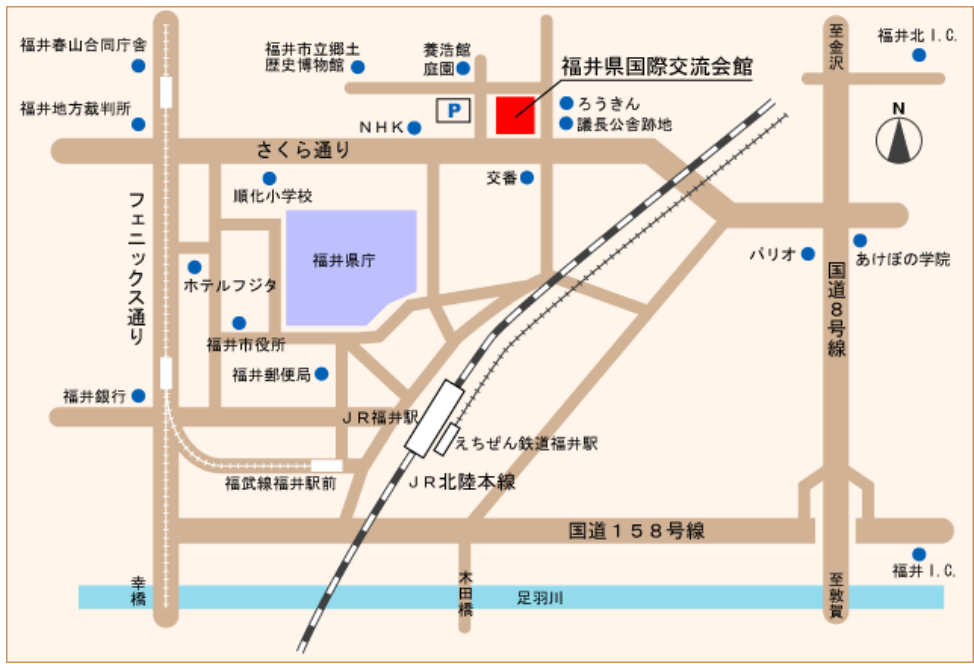 福井春山合同庁舎
福井地方裁判所
福井市立郷土
歴史博物館
養浩館
庭園
福井県国際交流会館
至金沢
福井北I.C.
P
NHK
ろうきん
議長公舎跡地
N
さくら通り
順化小学校
交番
フェニックス通り
福井県庁
ホテルフジタ
パリオ
あけぼの学院
国道8号線
福井市役所
福井郵便局
福井銀行
JR福井駅
えちぜん鉄道福井駅
福武線福井駅前
JR北陸本線
国道158号線
福井I.C.
幸橋
木田橋
足羽川
至敦賀